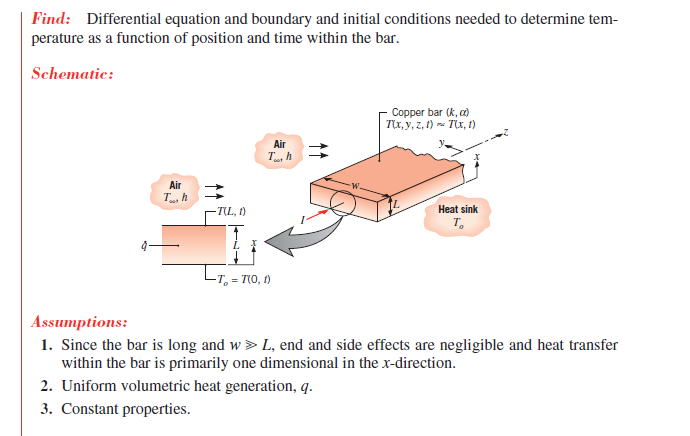 Find: Differential equation and boundary and initial conditions needed to determine tem-
perature as a function of position and time within the bar.
Schematic:
Copper bar (k, α)
T(x, y, z, t) ≈ T(x, t)
Air
T∞, h
y
z
x
w
L
I
Heat sink
To
Air
T∞, h
T(L, t)
q̇
L
x
To = T(0, t)
Assumptions:
1. Since the bar is long and w ≫ L, end and side effects are negligible and heat transfer
within the bar is primarily one dimensional in the x-direction.
2. Uniform volumetric heat generation, q̇.
3. Constant properties.